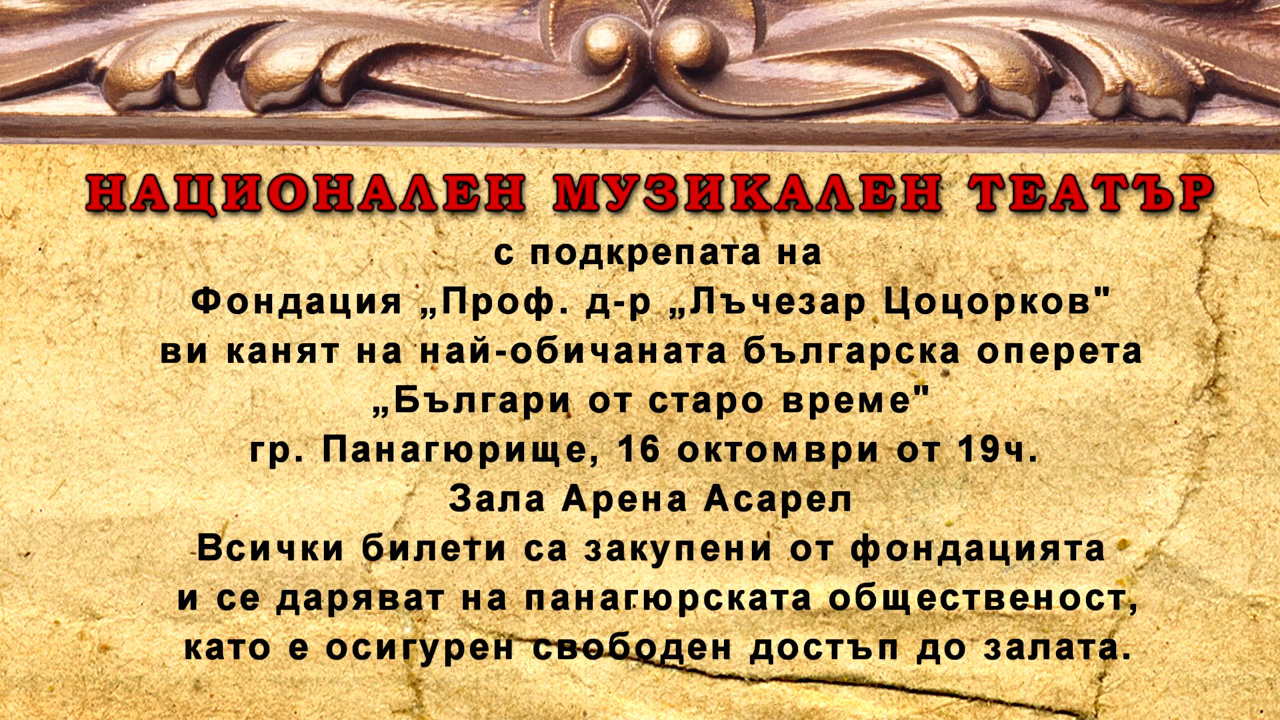 НАЦИОНАЛЕН МУЗИКАЛЕН ТЕАТЪР
с подкрепата на
Фондация „Проф. д-р „Лъчезар Цоцорков"
ви канят на най-обичаната българска оперета
„Българи от старо време"
гр. Панагюрище, 16 октомври от 19ч.
Зала Арена Асарел
Всички билети са закупени от фондацията
и се даряват на панагюрската общественост,
като е осигурен свободен достъп до залата.